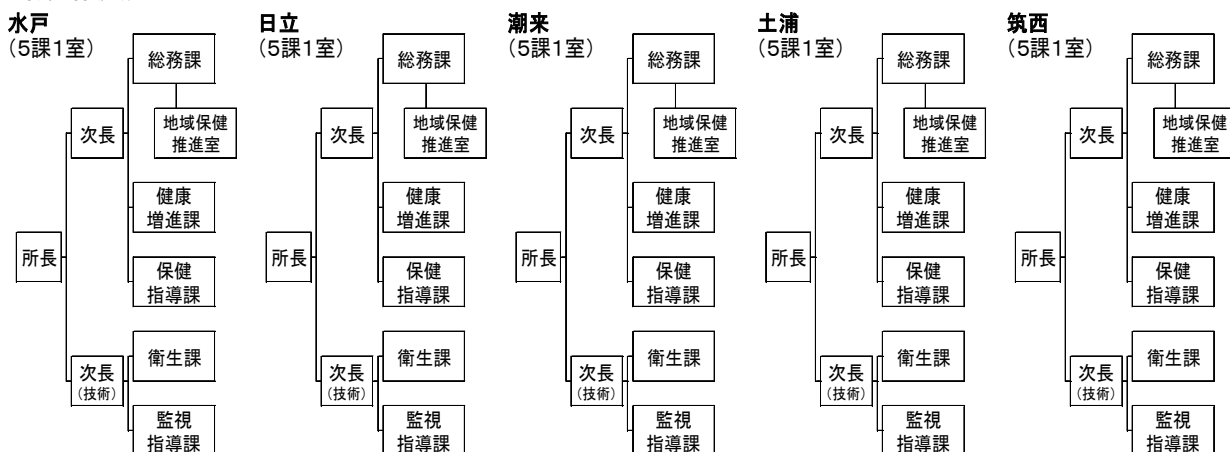 水戸
（5課1室）
総務課
地域保健
推進室
次長
健康
増進課
所長
保健
指導課
衛生課
次長
（技術）
監視
指導課
日立
（5課1室）
総務課
地域保健
推進室
次長
健康
増進課
所長
保健
指導課
衛生課
次長
（技術）
監視
指導課
潮来
（5課1室）
総務課
地域保健
推進室
次長
健康
増進課
所長
保健
指導課
衛生課
次長
（技術）
監視
指導課
土浦
（5課1室）
総務課
地域保健
推進室
次長
健康
増進課
所長
保健
指導課
衛生課
次長
（技術）
監視
指導課
筑西
（5課1室）
総務課
地域保健
推進室
次長
健康
増進課
所長
保健
指導課
衛生課
次長
（技術）
監視
指導課